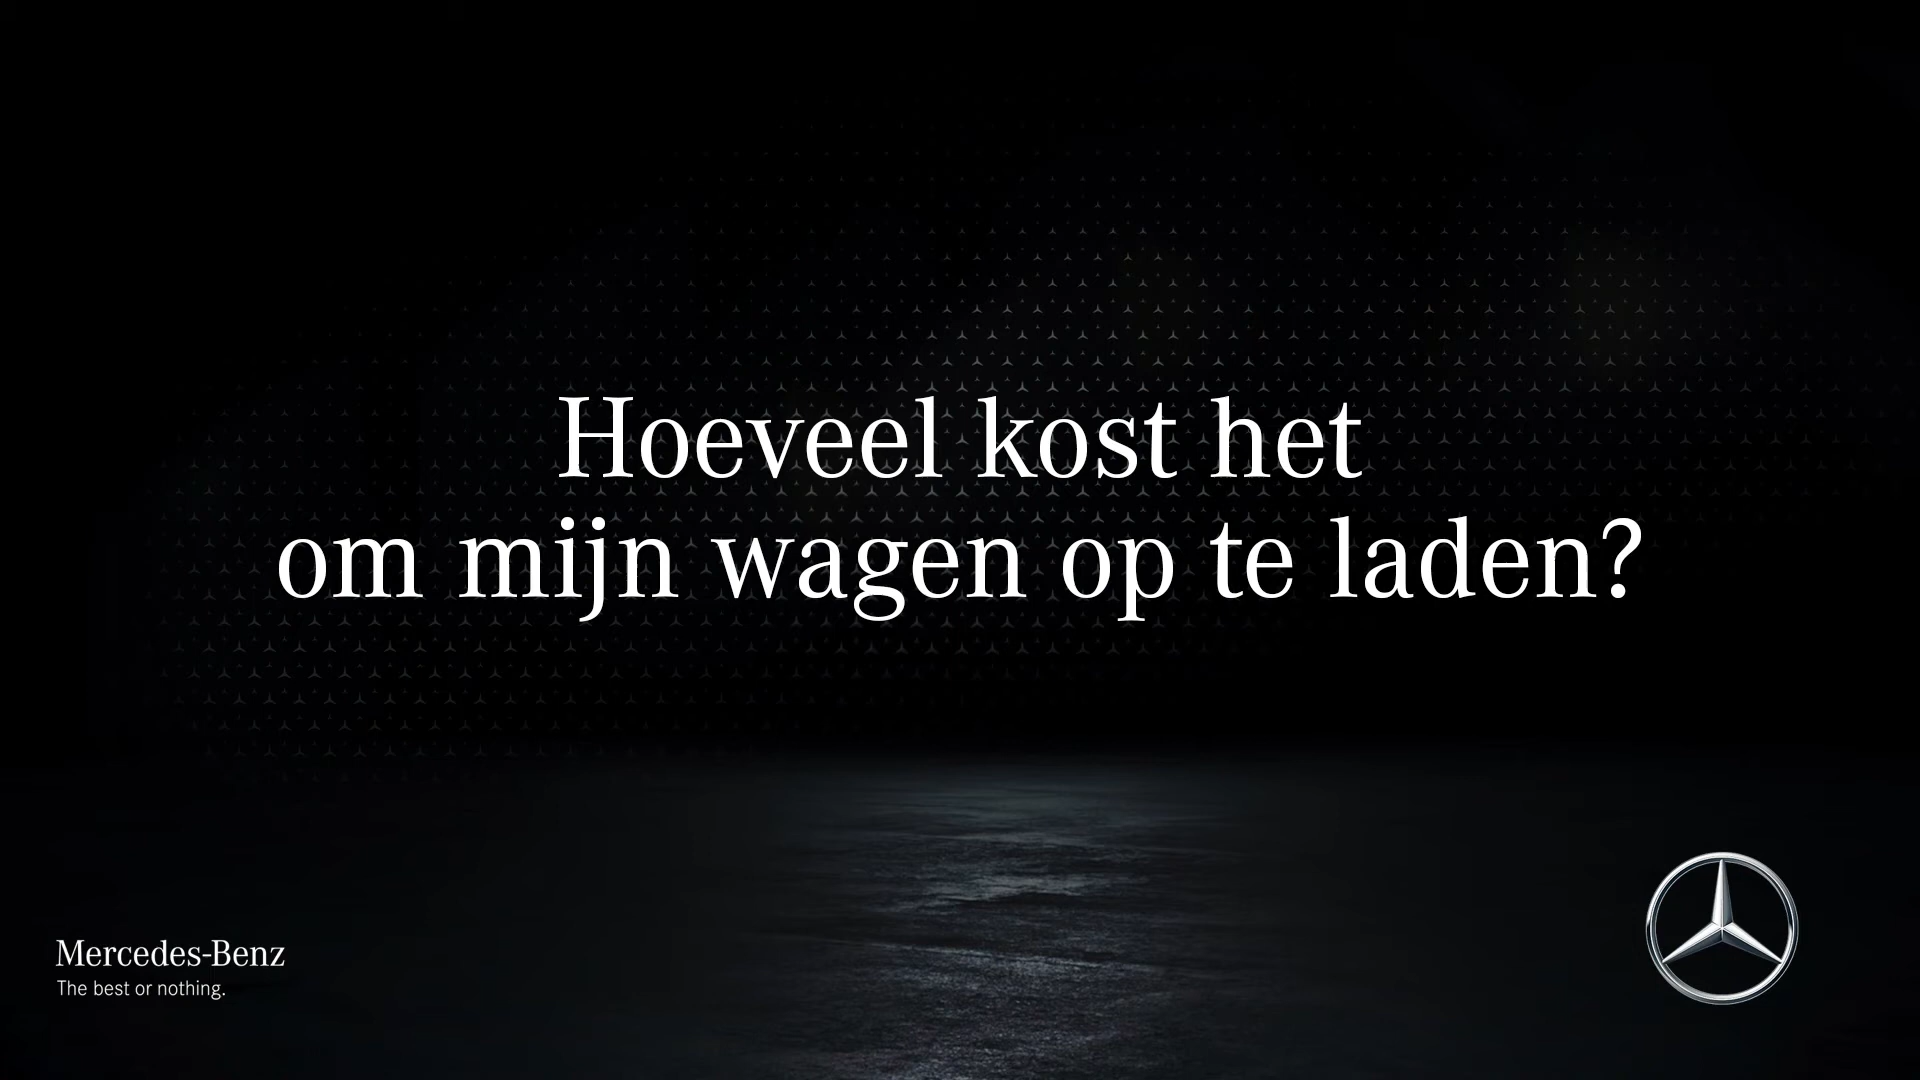 Hoeveel kost het
om mijn wagen op te laden?
Mercedes-Benz
The best or nothing.